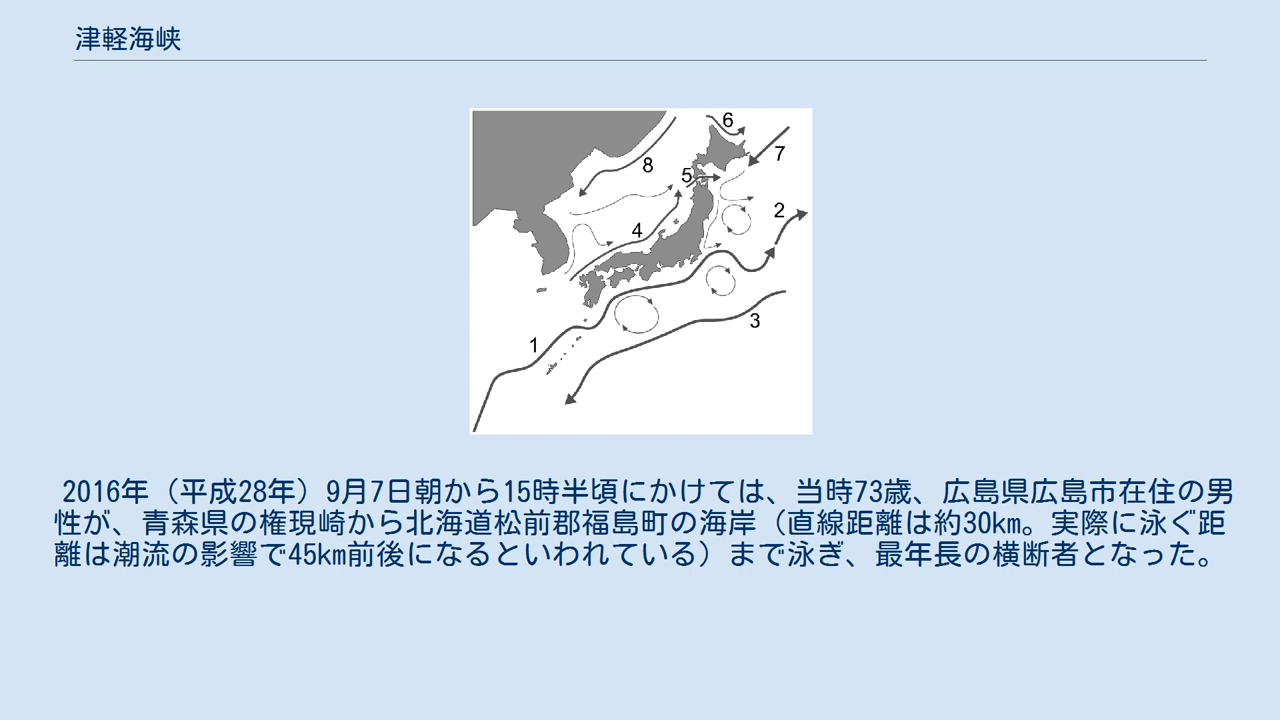 津軽海峡
6
7
8
5
2
4
3
1
2016年（平成28年）9月7日朝から15時半頃にかけては、当時73歳、広島県広島市在住の男
性が、青森県の権現崎から北海道松前郡福島町の海岸（直線距離は約30km。実際に泳ぐ距
離は潮流の影響で45km前後になるといわれている）まで泳ぎ、最年長の横断者となった。